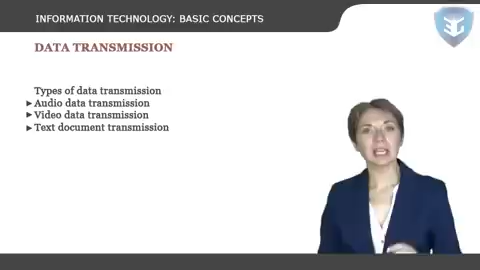 INFORMATION TECHNOLOGY: BASIC CONCEPTS
DATA TRANSMISSION
Types of data transmission
Audio data transmission
Video data transmission
Text document transmission